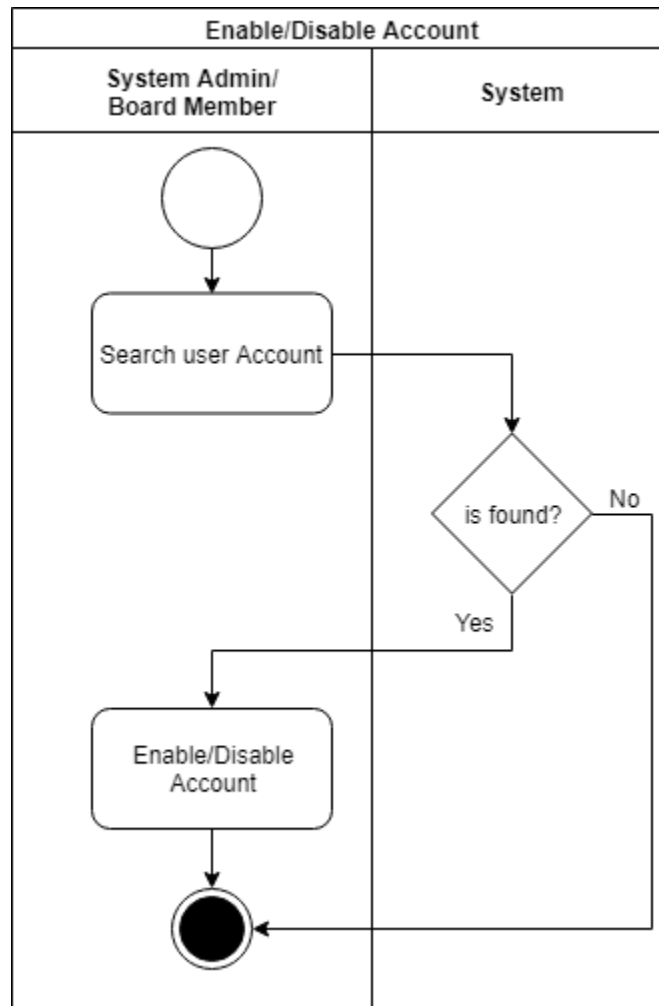 Enable/Disable Account
System Admin/
Board Member
System
Search user Account
is found?
No
Yes
Enable/Disable
Account